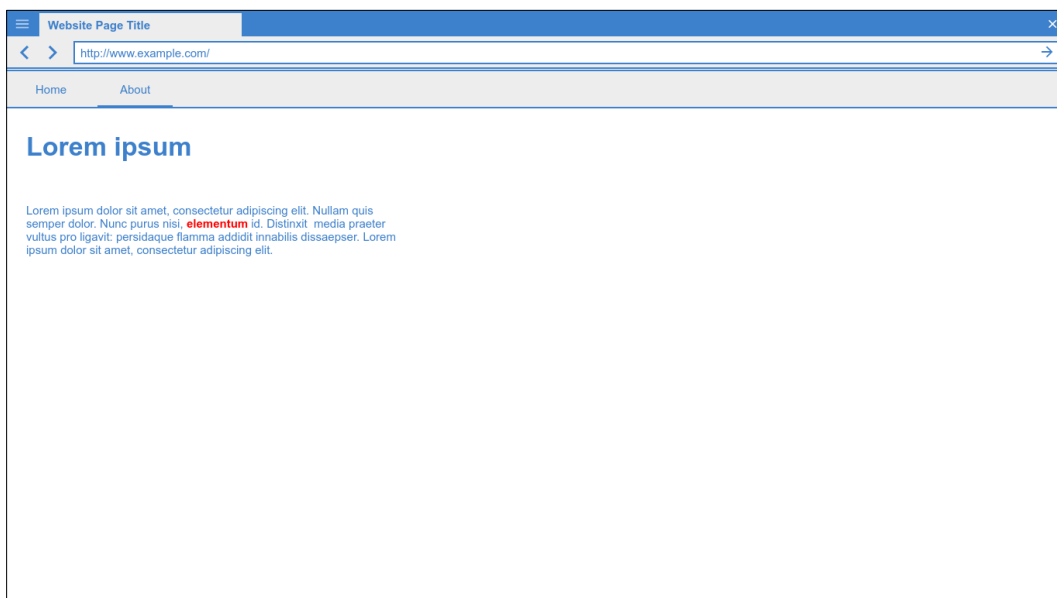 Website Page Title
http://www.example.com/
Home About
Lorem ipsum
Lorem ipsum dolor sit amet, consectetur adipiscing elit. Nullam quis
semper dolor. Nunc purus nisi, elementum id. Distinxit  media praeter
vultus pro ligavit: persidaque flamma addidit innabilis dissaepser. Lorem
ipsum dolor sit amet, consectetur adipiscing elit.